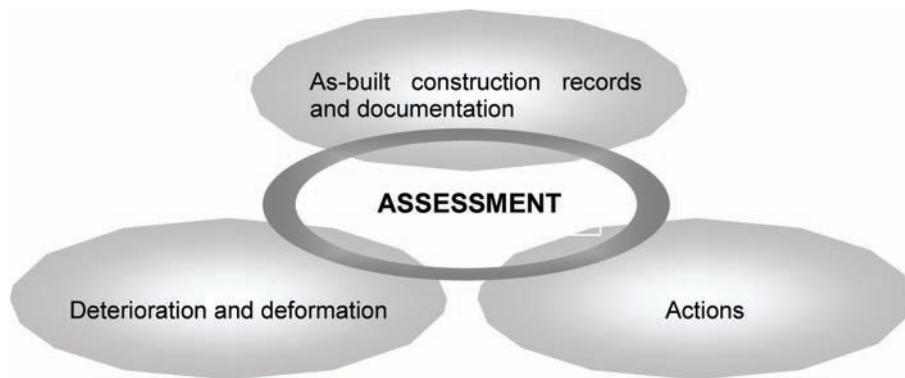 As-built construction records
and documentation
ASSESSMENT
Deterioration and deformation
Actions